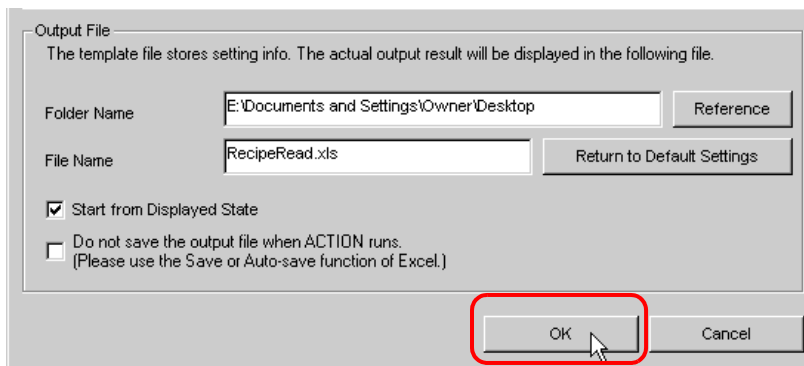 Output File
The template file stores setting info. The actual output result will be displayed in the following file.
Folder Name
E:\Documents and Settings\Owner\Desktop
Reference
File Name
RecipeRead.xls
Return to Default Settings
Start from Displayed State
Do not save the output file when ACTION runs.
(Please use the Save or Auto-save function of Excel.)
OK
Cancel